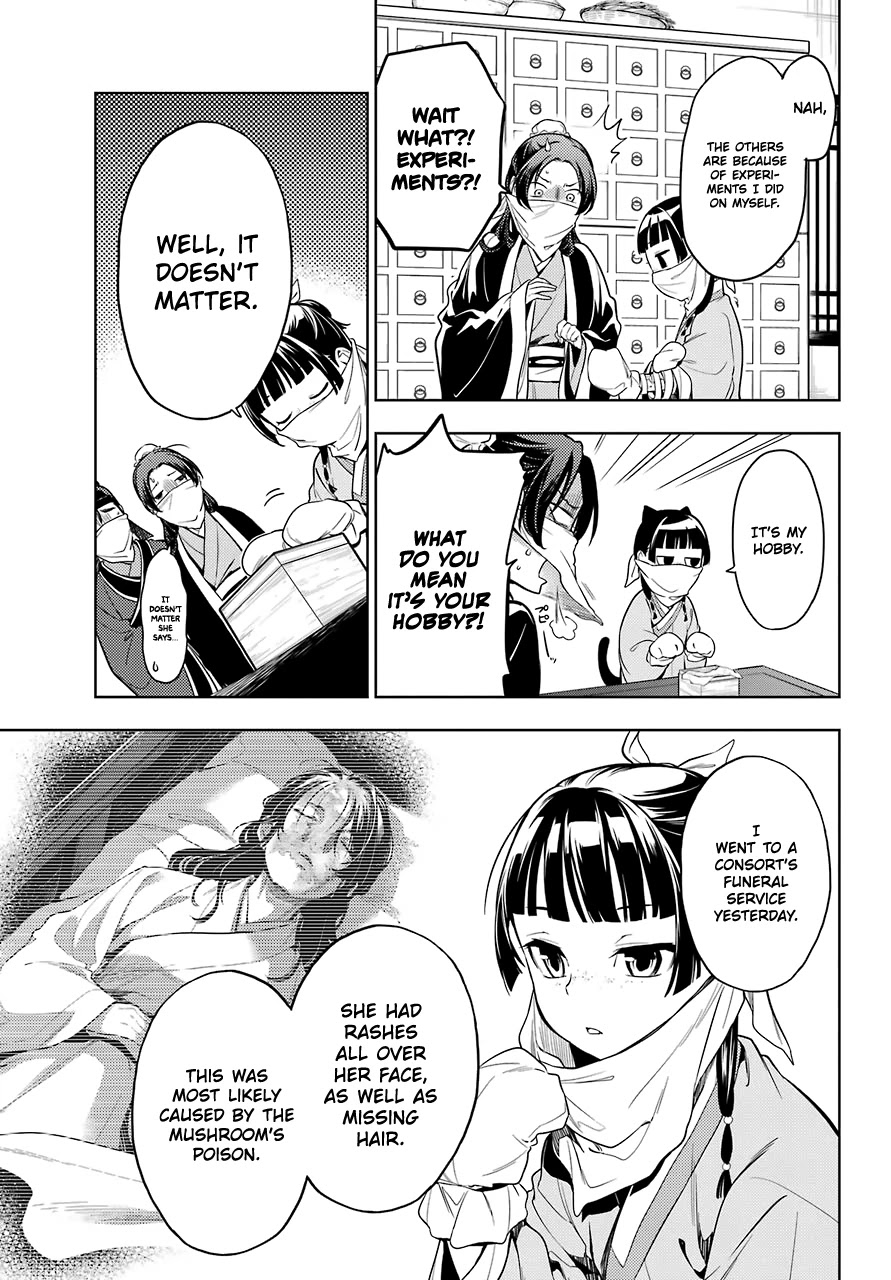 NAH,
THE OTHERS
ARE BECAUSE
OF EXPERI-
MENTS I DID
ON MYSELF.
WAIT
WHAT?!
EXPERI-
MENTS?!
IT'S MY
HOBBY.
WHAT
DO YOU
MEAN
IT'S YOUR
HOBBY?!
WELL, IT
DOESN'T
MATTER.
IT
DOESN'T
MATTER
SHE
SAYS...
I
WENT TO A
CONSORT'S
FUNERAL
SERVICE
YESTERDAY.
SHE HAD
RASHES
ALL OVER
HER FACE,
AS WELL AS
MISSING
HAIR.
THIS WAS
MOST LIKELY
CAUSED BY THE
MUSHROOM'S
POISON.